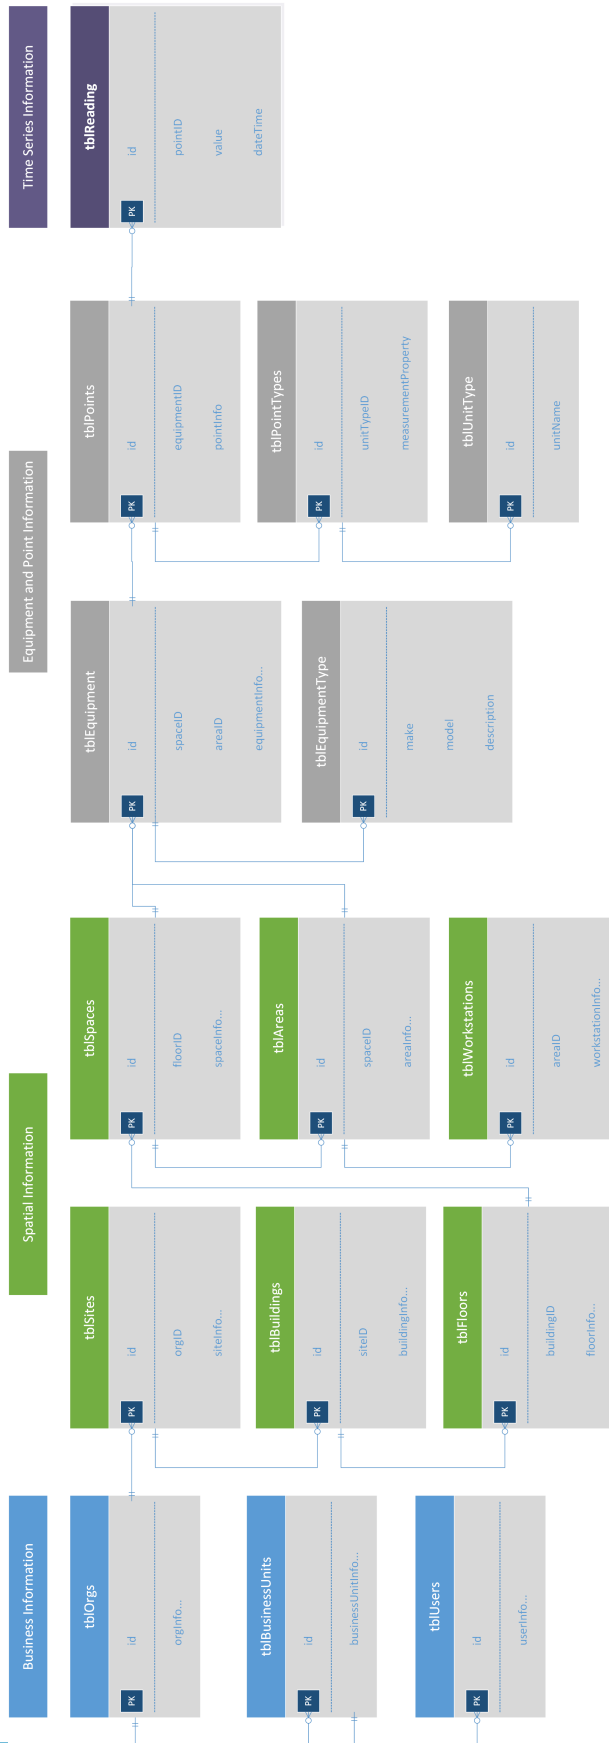 Business Information
Spatial Information
Equipment and Point Information
Time Series Information
tblOrgs
PK
id
orgInfo...
tblBusinessUnits
PK
id
businessUnitInfo...
tblUsers
PK
id
userInfo...
tblSites
PK
id
orgID
siteInfo...
tblBuildings
PK
id
siteID
buildingInfo...
tblFloors
PK
id
buildingID
floorInfo...
tblSpaces
PK
id
floorID
spaceInfo...
tblAreas
PK
id
spaceID
areaInfo...
tblWorkstations
PK
id
areaID
workstationInfo...
tblEquipment
PK
id
spaceID
areaID
equipmentInfo...
tblEquipmentType
PK
id
make
model
description
tblPoints
PK
id
equipmentID
pointInfo
tblPointTypes
PK
id
unitTypeID
measurementProperty
tblUnitType
PK
id
unitName
tblReading
PK
id
pointID
value
dateTime